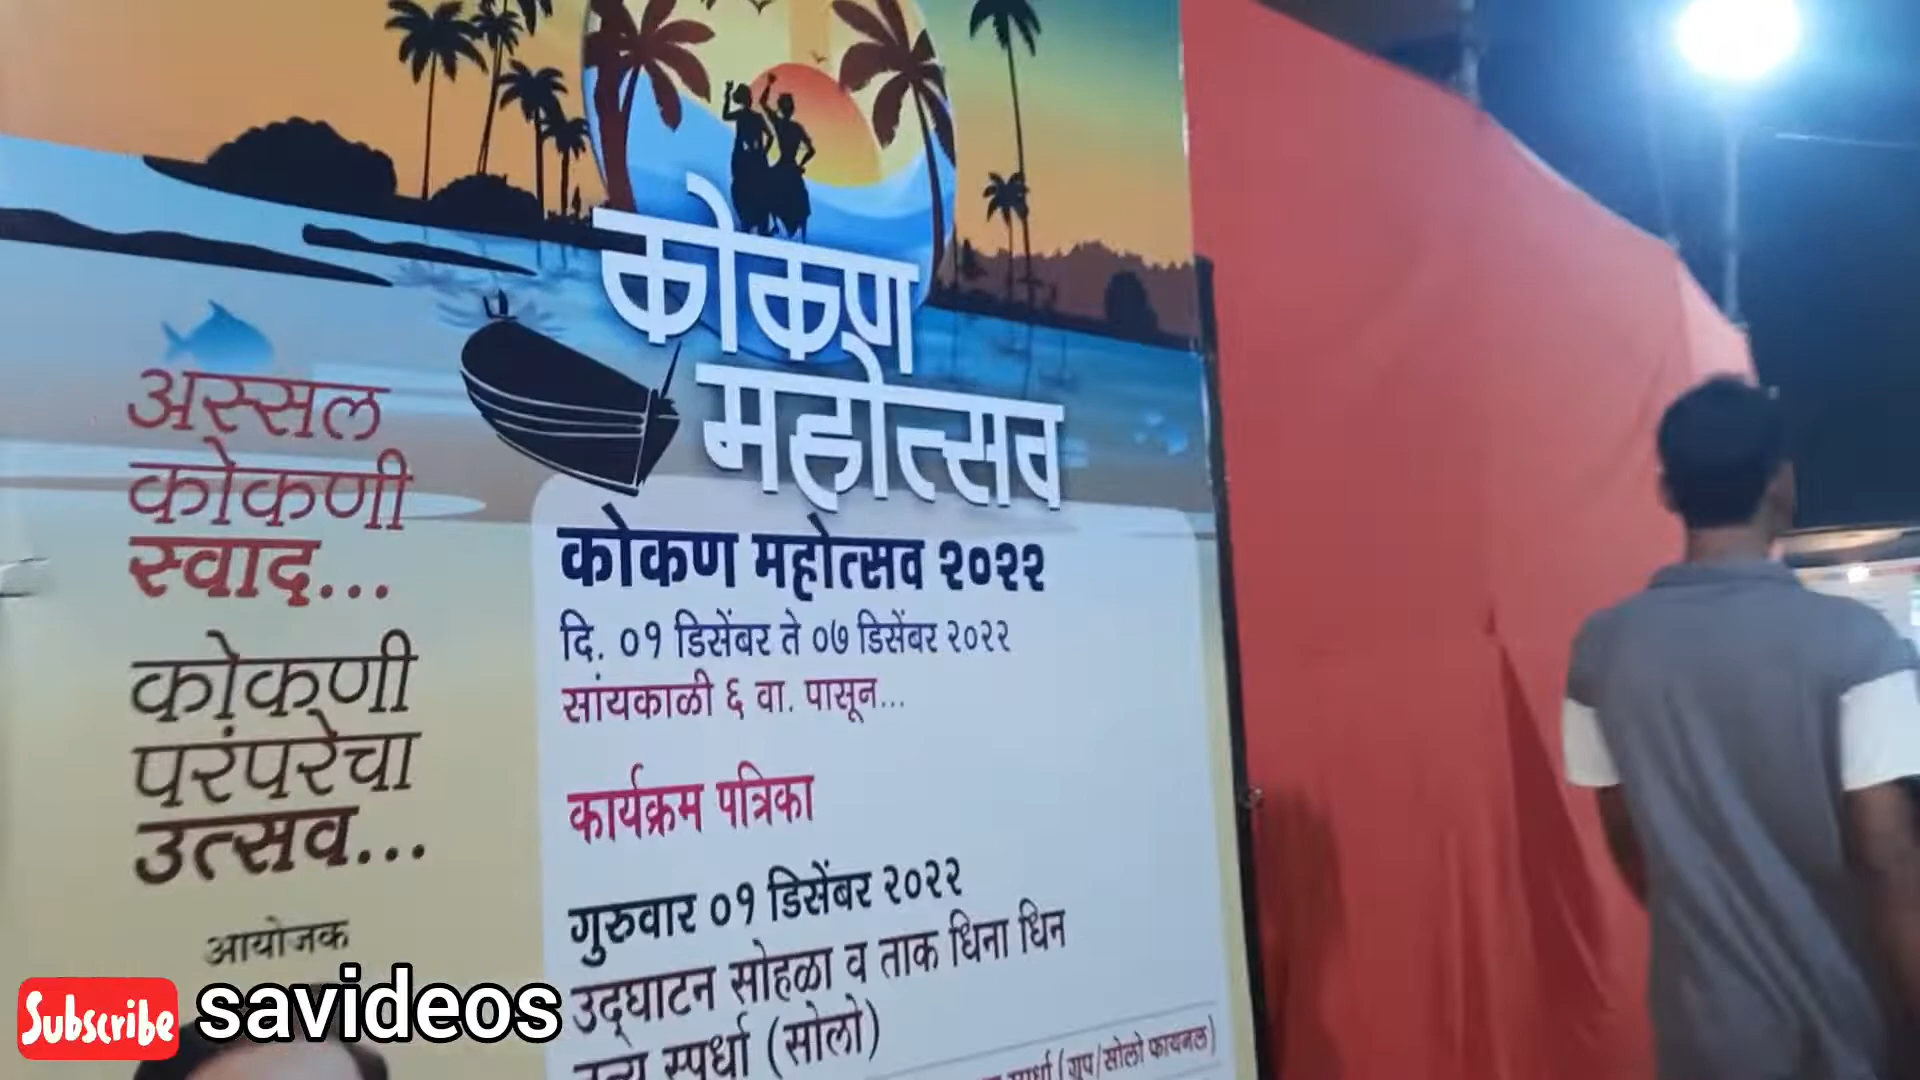 कोकण
महोत्सव
अस्सल
कोकणी
स्वाद...
कोकणी
परंपरेचा
उत्सव...
आयोजक
कोकण महोत्सव २०२२
दि. ०१ डिसेंबर ते ०७ डिसेंबर २०२२
सांयकाळी ६ वा. पासून...
कार्यक्रम पत्रिका
गुरुवार ०१ डिसेंबर २०२२
उद्घाटन सोहळा व ताक धिना धिन
स्पर्धा (सोलो)
(ग्रुप/सोलो फायनल)
Subscribe savideos